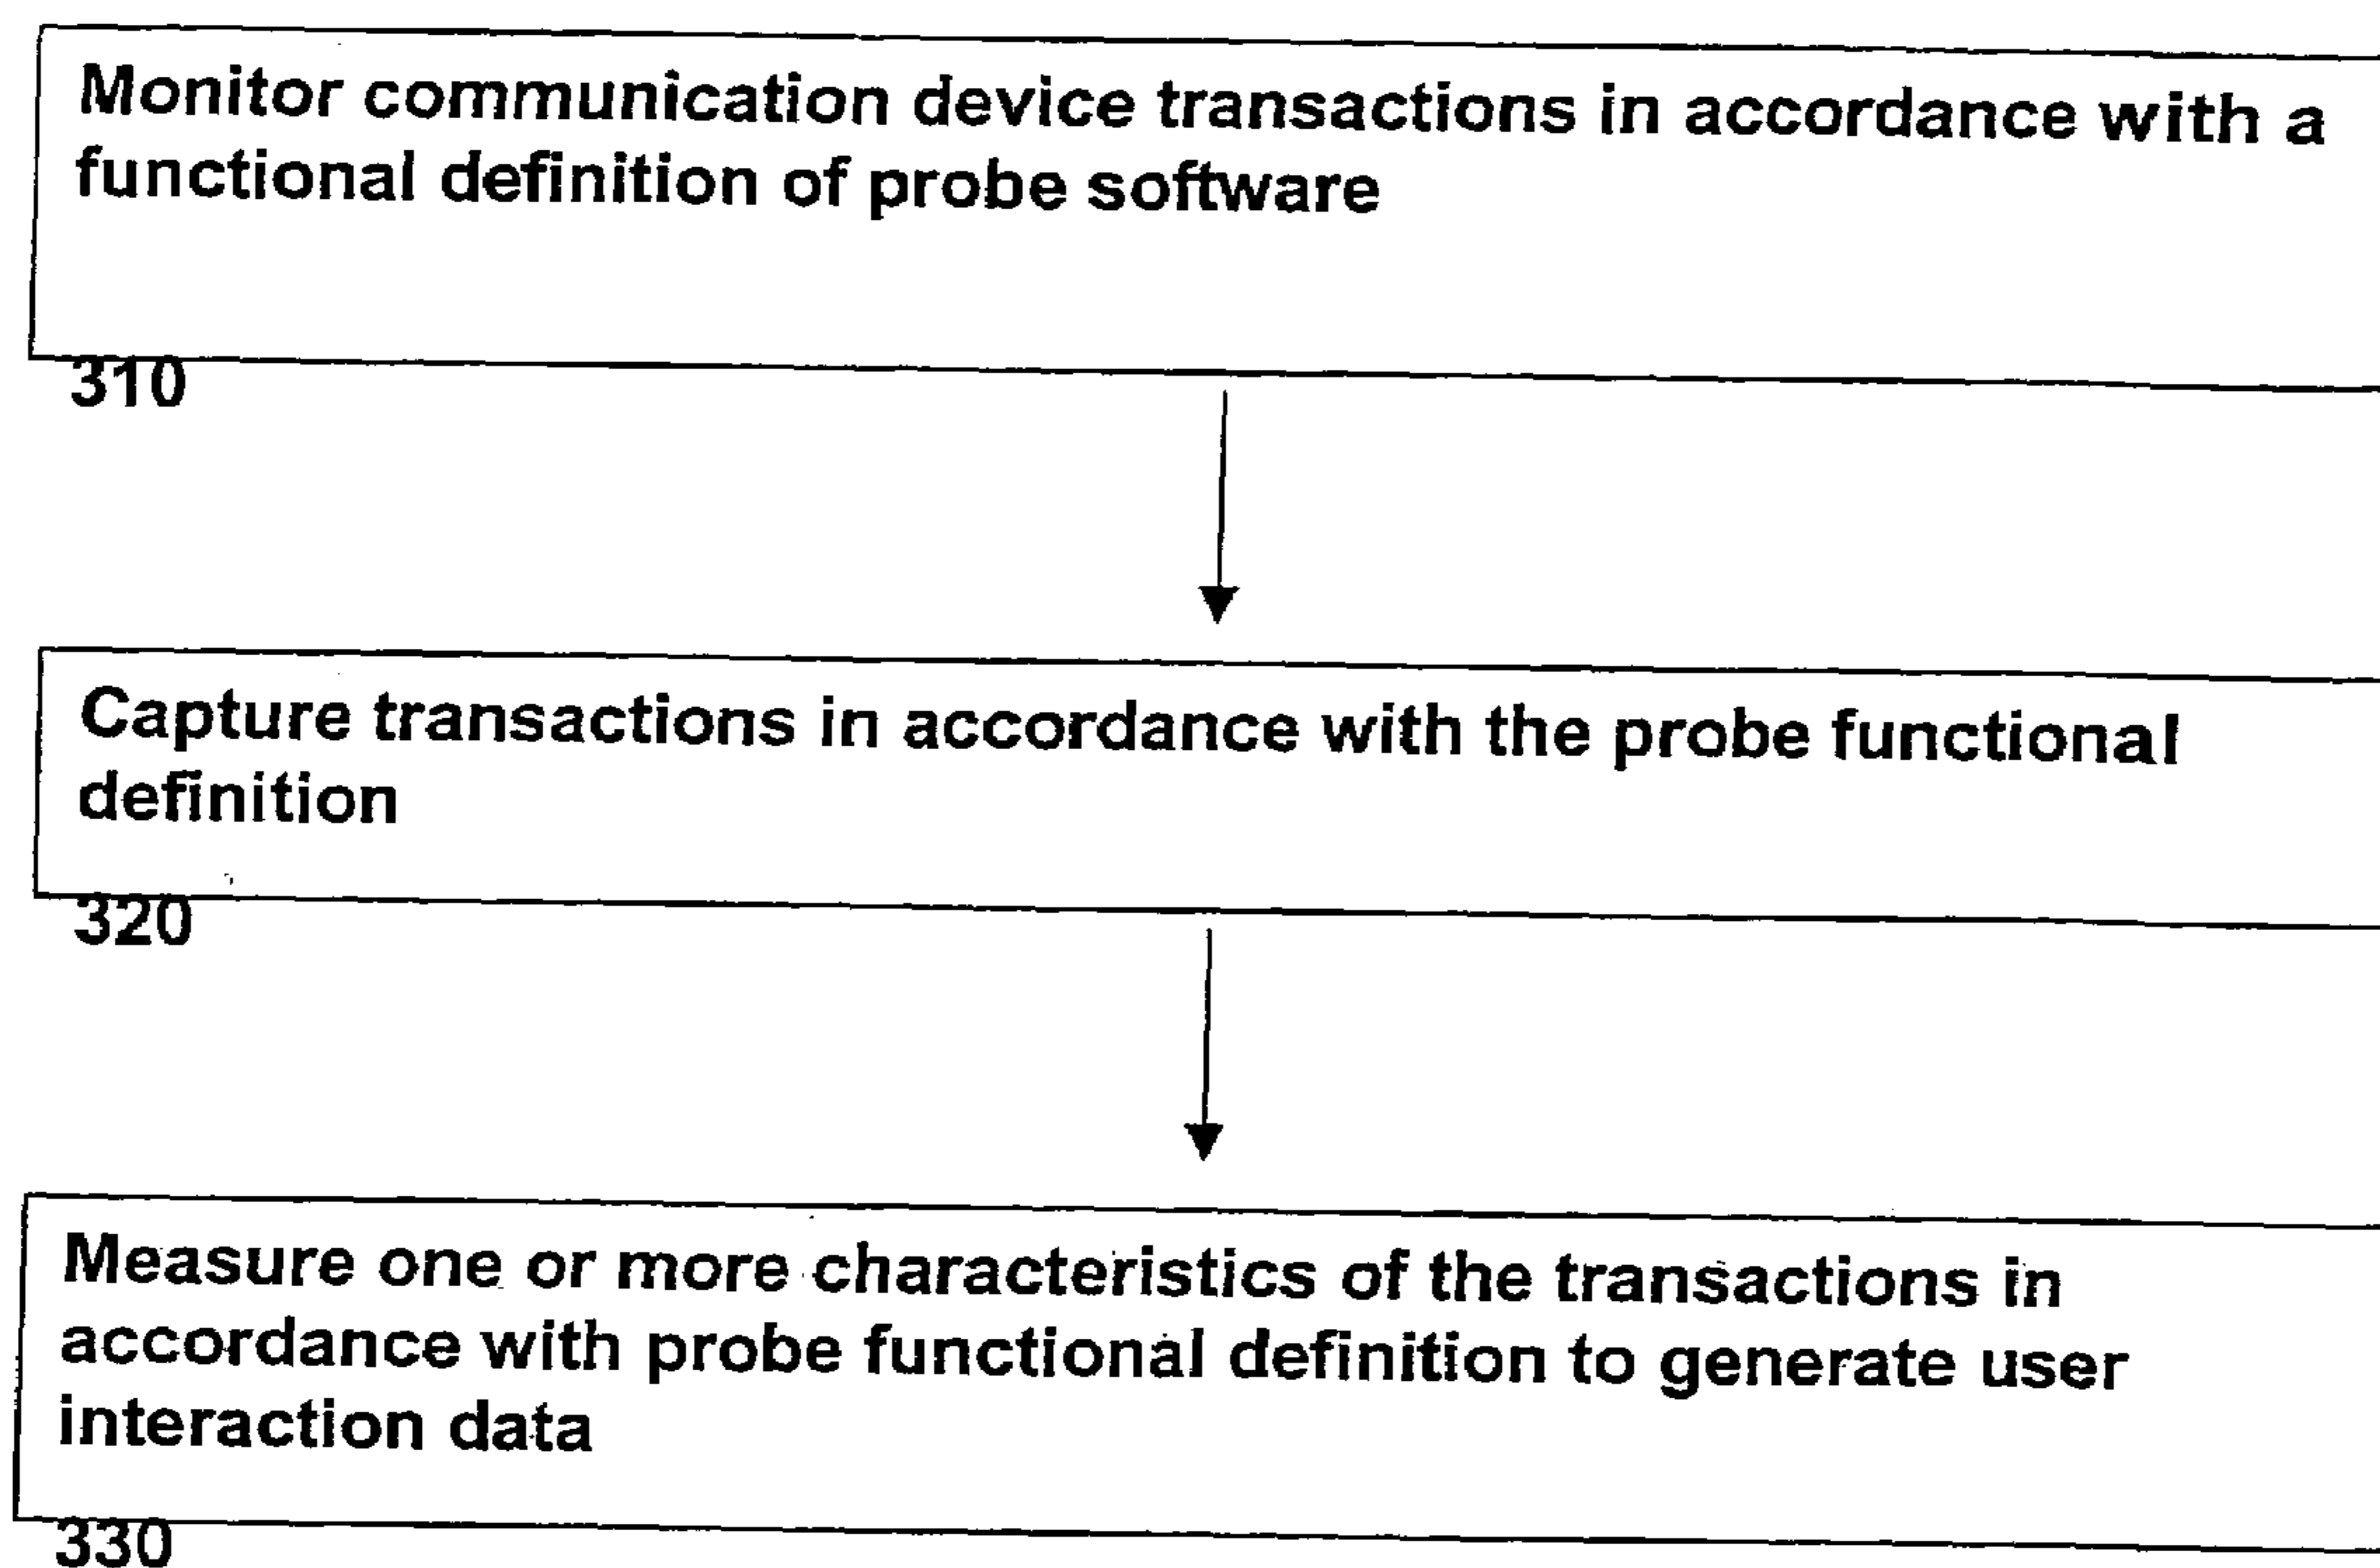 Monitor communication device transactions in accordance with a
functional definition of probe software
310
Capture transactions in accordance with the probe functional
definition
320
Measure one or more characteristics of the transactions in
accordance with probe functional definition to generate user
interaction data
330